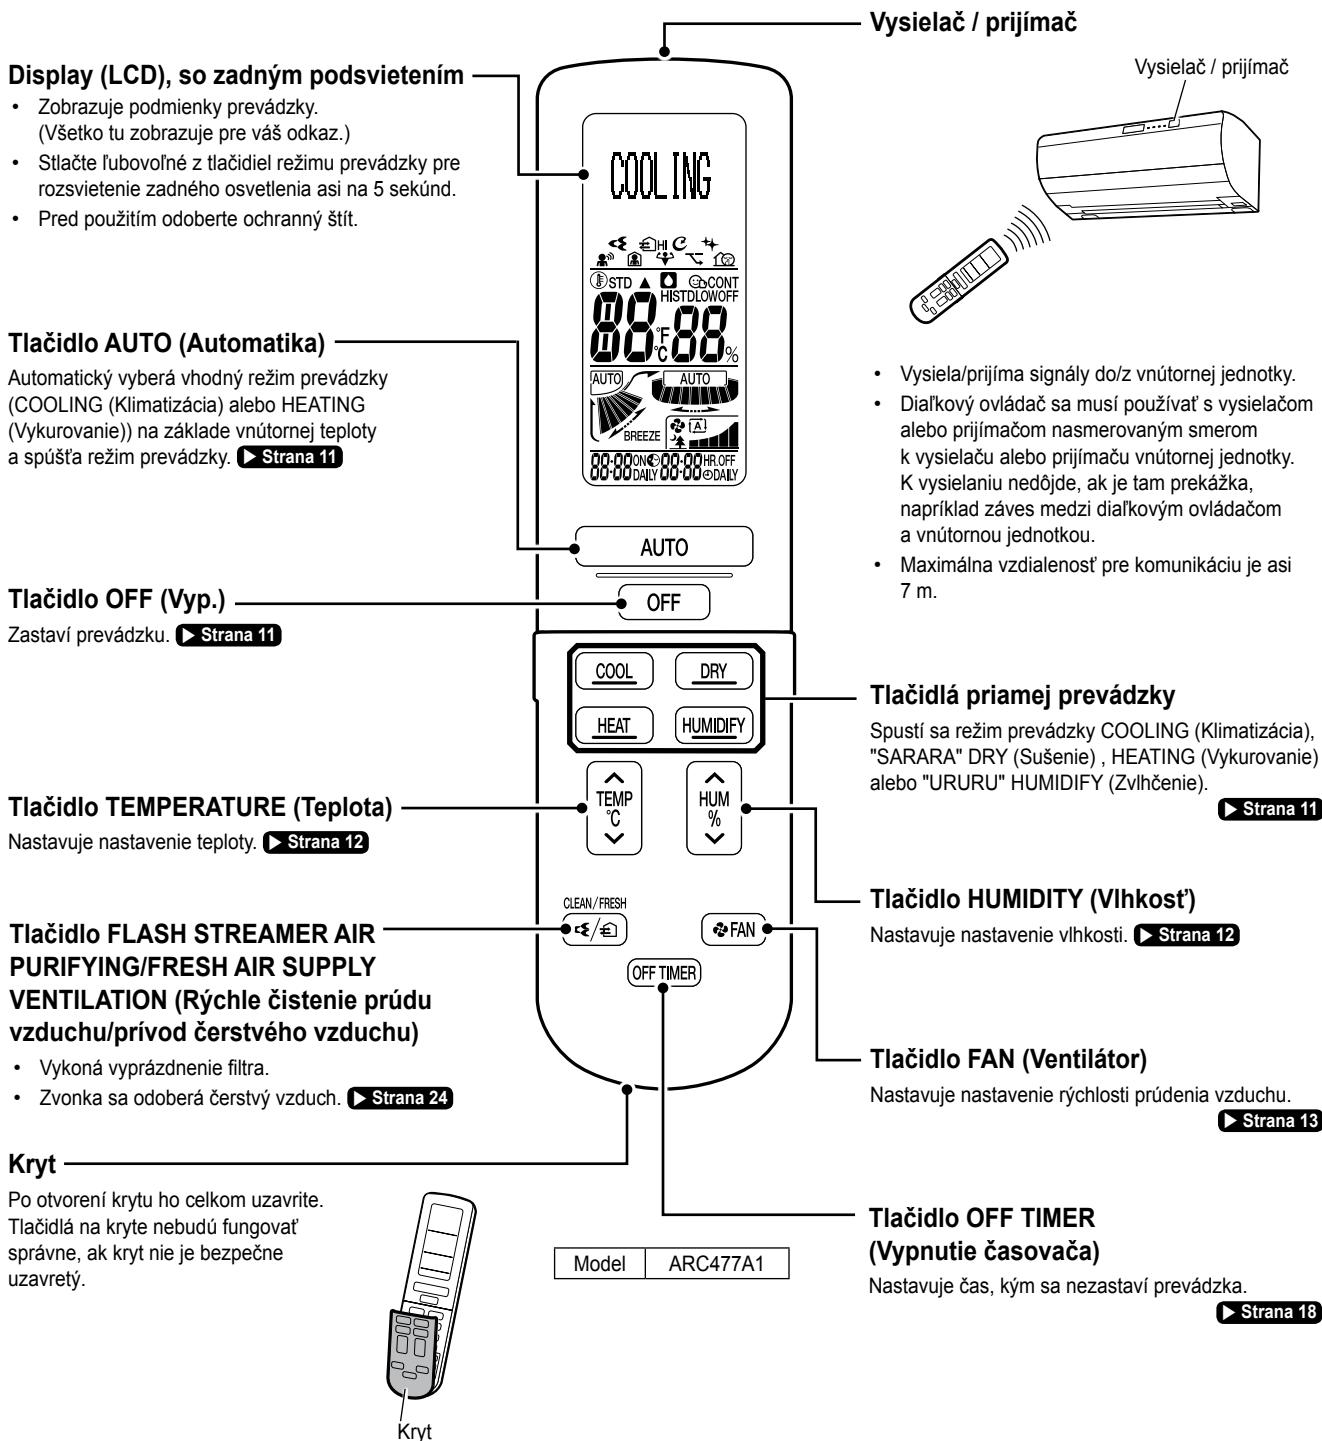 Display (LCD), so zadným podsvietením
• Zobrazuje podmienky prevádzky.
(Všetko tu zobrazuje pre váš odkaz.)
• Stlačte ľubovoľné z tlačidiel režimu prevádzky pre
rozsvietenie zadného osvetlenia asi na 5 sekúnd.
• Pred použitím odoberte ochranný štít.
Tlačidlo AUTO (Automatika)
Automatický vyberá vhodný režim prevádzky
(COOLING (Klimatizácia) alebo HEATING
(Vykurovanie)) na základe vnútornej teploty
a spúšťa režim prevádzky. ▶ Strana 11
Tlačidlo OFF (Vyp.)
Zastaví prevádzku. ▶ Strana 11
Tlačidlo TEMPERATURE (Teplota)
Nastavuje nastavenie teploty. ▶ Strana 12
Tlačidlo FLASH STREAMER AIR
PURIFYING/FRESH AIR SUPPLY
VENTILATION (Rýchle čistenie prúdu
vzduchu/prívod čerstvého vzduchu)
• Vykoná vyprázdnenie filtra.
• Zvonka sa odoberá čerstvý vzduch. ▶ Strana 24
Kryt
Po otvorení krytu ho celkom uzavrite.
Tlačidlá na kryte nebudú fungovať
správne, ak kryt nie je bezpečne
uzavretý.
Kryt
COOLING
HI
STD CONT
HISTDLOWOFF
88 °F °C 88 %
AUTO AUTO
BREEZE A
88:88 ON DAILY 88:88 HR.OFF DAILY
AUTO
OFF
COOL DRY
HEAT HUMIDIFY
TEMP °C
HUM %
CLEAN/FRESH
FAN
OFF TIMER
Model ARC477A1
Vysielač / prijímač
Vysielač / prijímač
• Vysiela/prijíma signály do/z vnútornej jednotky.
• Diaľkový ovládač sa musí používať s vysielačom
alebo prijímačom nasmerovaným smerom
k vysielaču alebo prijímaču vnútornej jednotky.
K vysielaniu nedôjde, ak je tam prekážka,
napríklad záves medzi diaľkovým ovládačom
a vnútornou jednotkou.
• Maximálna vzdialenosť pre komunikáciu je asi
7 m.
Tlačidlá priamej prevádzky
Spustí sa režim prevádzky COOLING (Klimatizácia),
"SARARA" DRY (Sušenie) , HEATING (Vykurovanie)
alebo "URURU" HUMIDIFY (Zvlhčenie).
▶ Strana 11
Tlačidlo HUMIDITY (Vlhkosť)
Nastavuje nastavenie vlhkosti. ▶ Strana 12
Tlačidlo FAN (Ventilátor)
Nastavuje nastavenie rýchlosti prúdenia vzduchu.
▶ Strana 13
Tlačidlo OFF TIMER
(Vypnutie časovača)
Nastavuje čas, kým sa nezastaví prevádzka.
▶ Strana 18